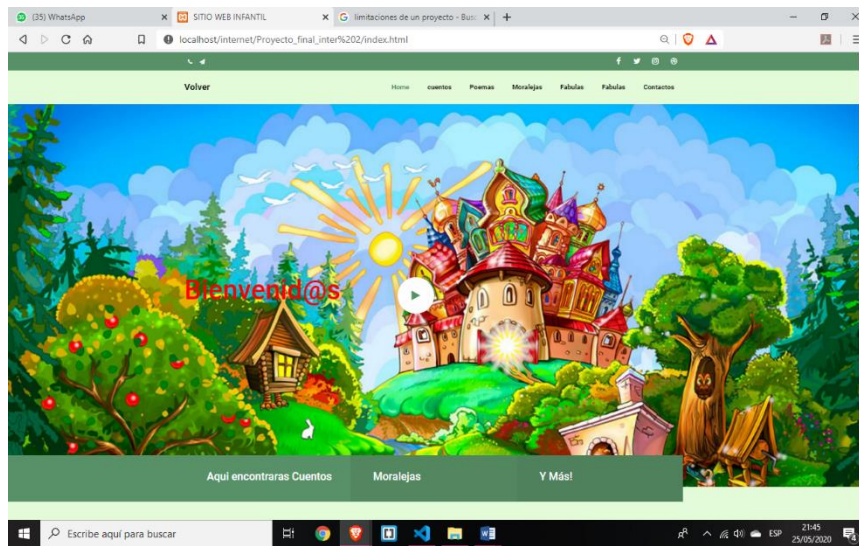 (35) WhatsApp
SITIO WEB INFANTIL
limitaciones de un proyecto - Bus
localhost/internet/Proyecto_final_inter%202/index.html
Volver
Home cuentos Poemas Moralejas Fabulas Fabulas Contactos
Bienvenid@s
Aqui encontraras Cuentos Moralejas Y Más!
Escribe aquí para buscar
ESP
21:45
25/05/2020